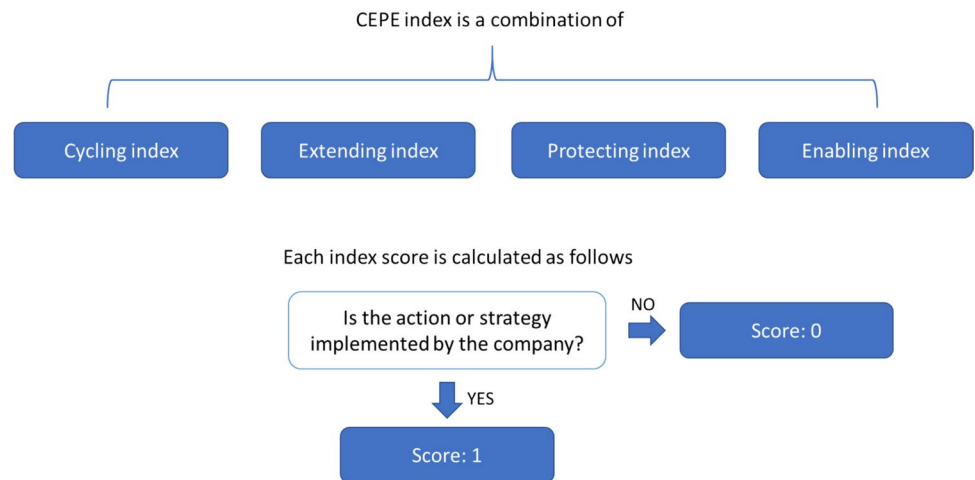 CEPE index is a combination of
Cycling index
Extending index
Protecting index
Enabling index
Each index score is calculated as follows
Is the action or strategy
implemented by the company?
NO
Score: 0
YES
Score: 1